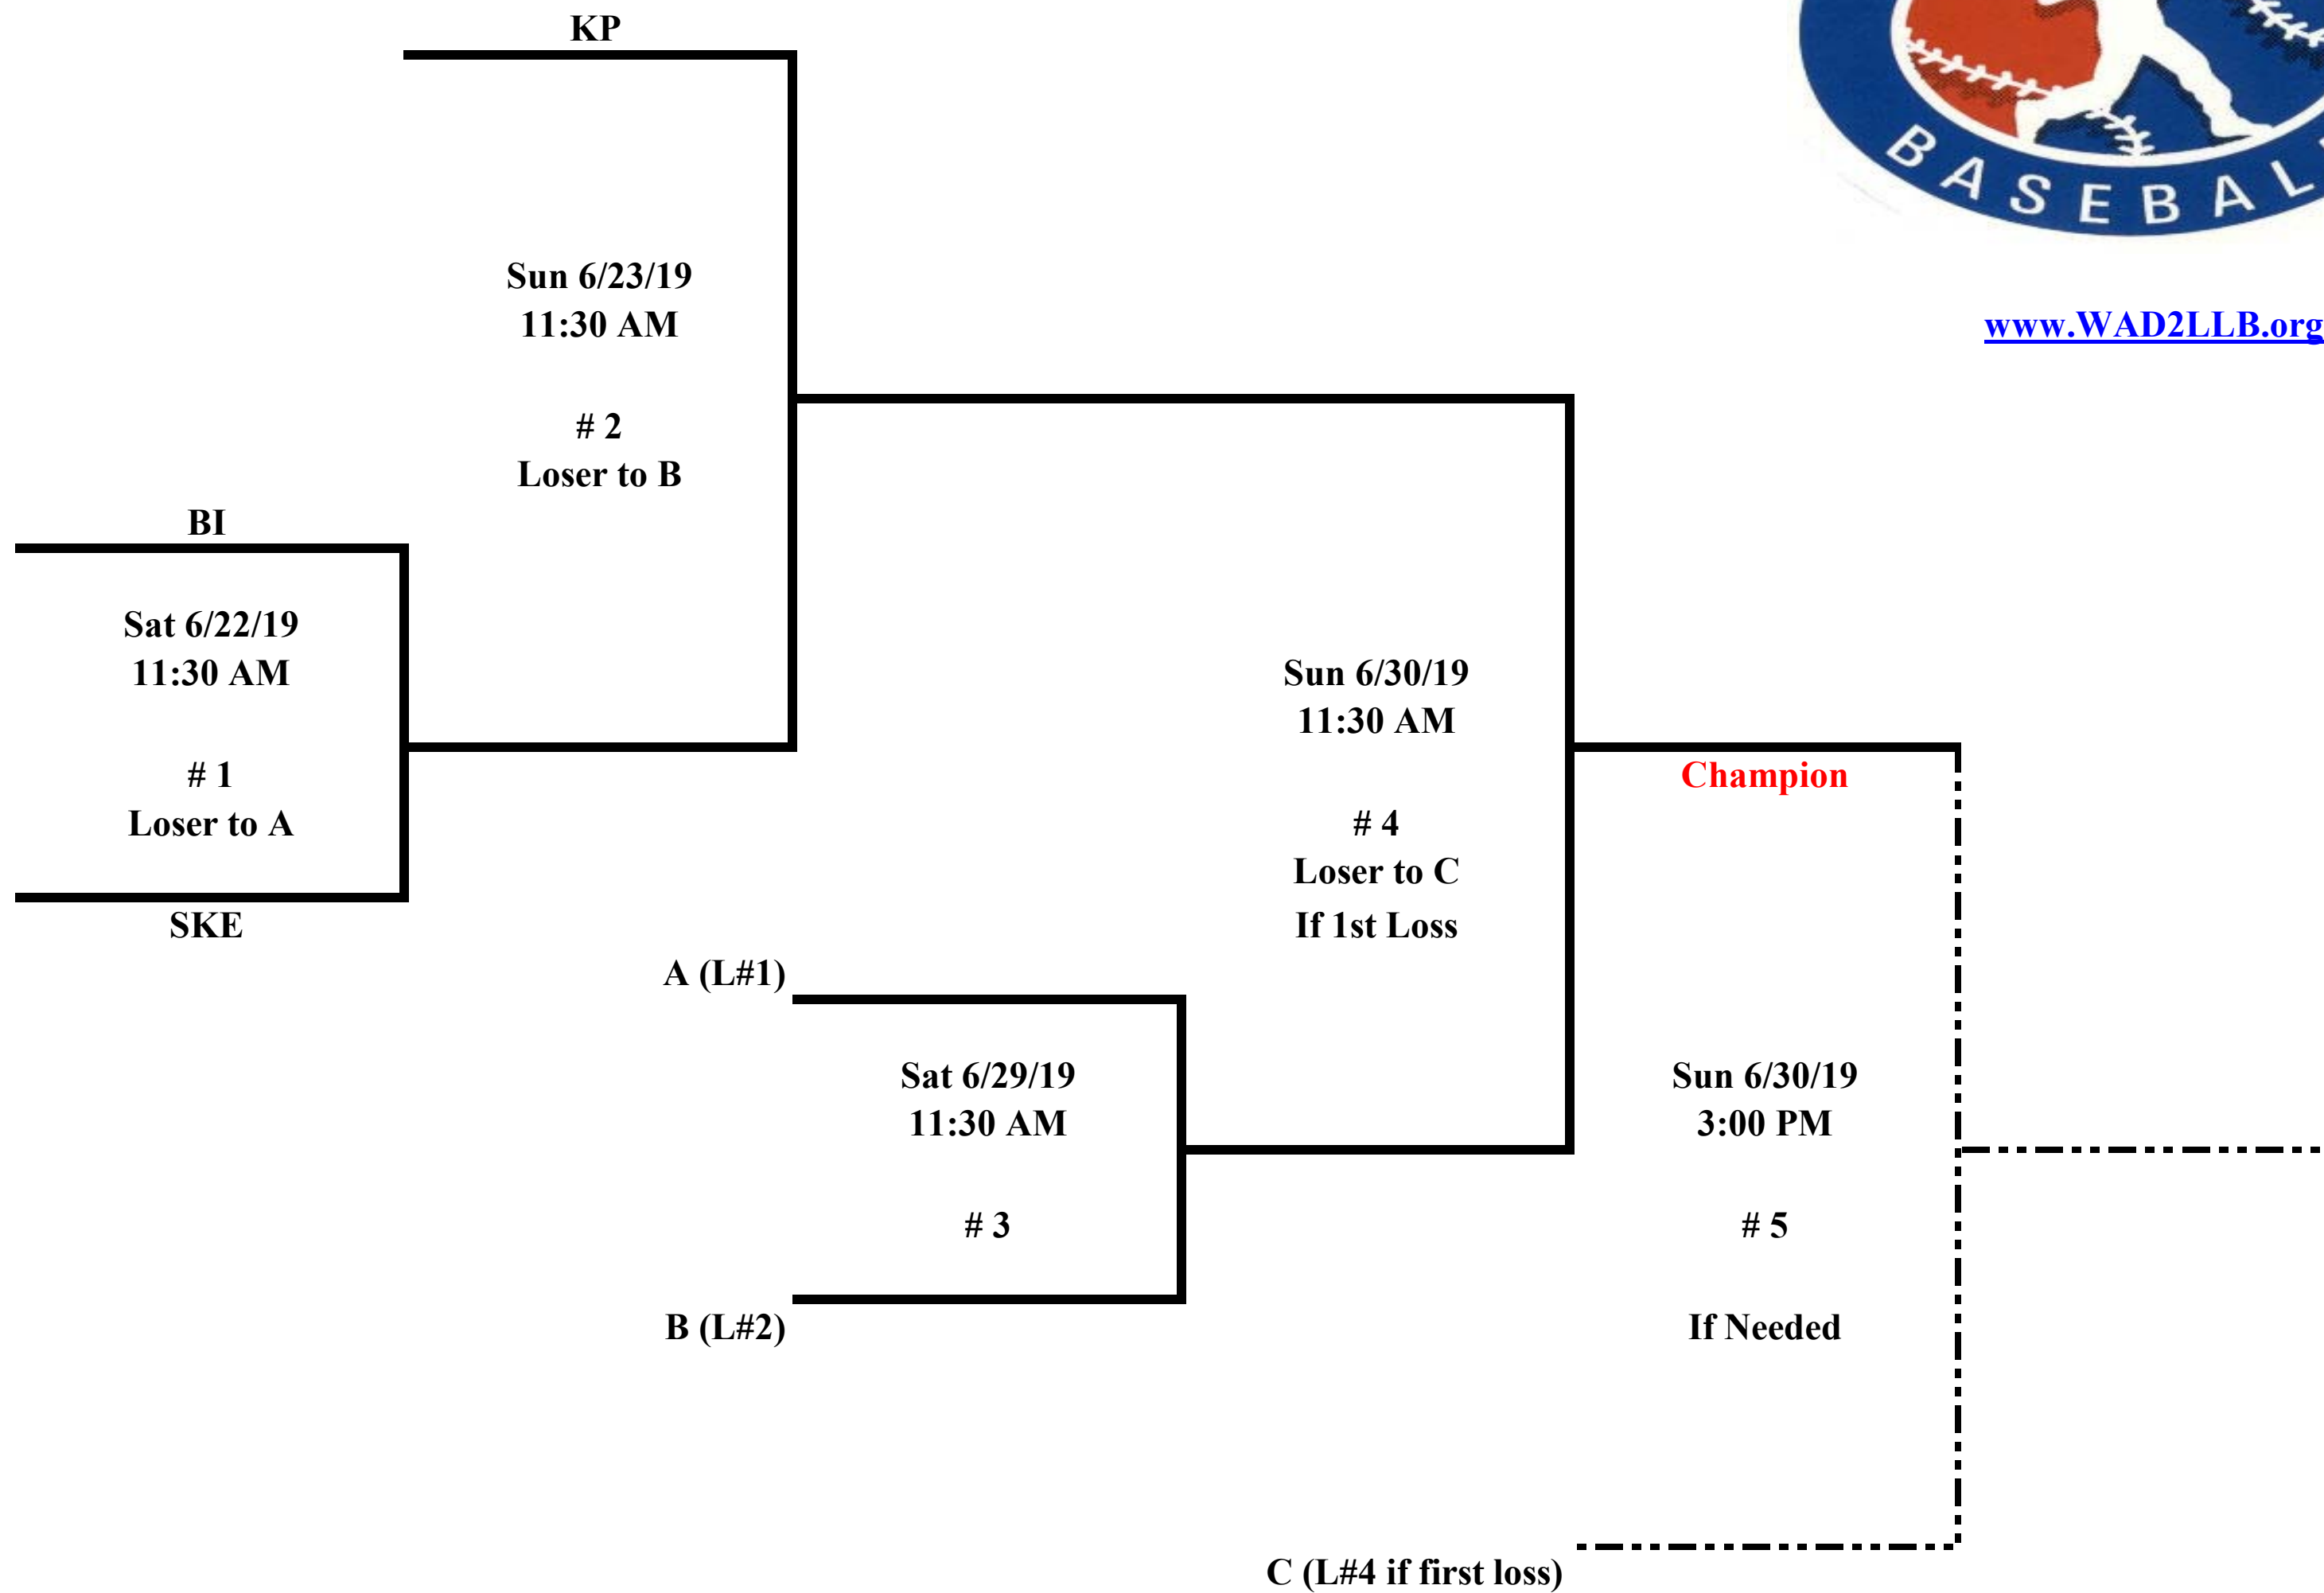 KP
BASEBAL
Sun 6/23/19
11:30 AM
www.WAD2LLB.org
# 2
Loser to B
BI
Sat 6/22/19
11:30 AM
# 1
Loser to A
SKE
Sun 6/30/19
11:30 AM
Champion
# 4
Loser to C
If 1st Loss
A (L#1)
Sat 6/29/19
11:30 AM
# 3
B (L#2)
Sun 6/30/19
3:00 PM
# 5
If Needed
C (L#4 if first loss)